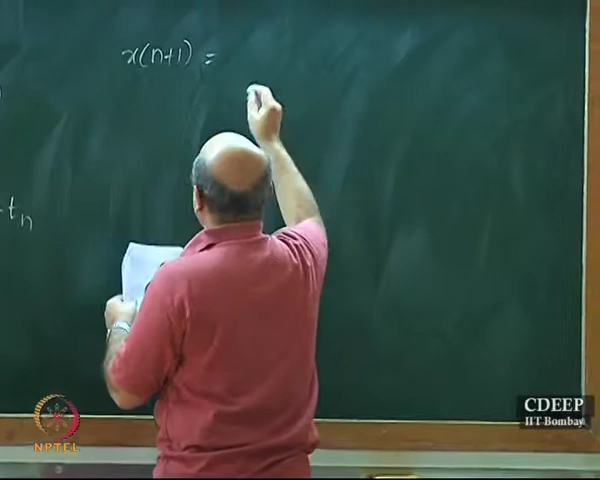 x(n+1) =
t_n
CDEEP
IIT Bombay
NPTEL